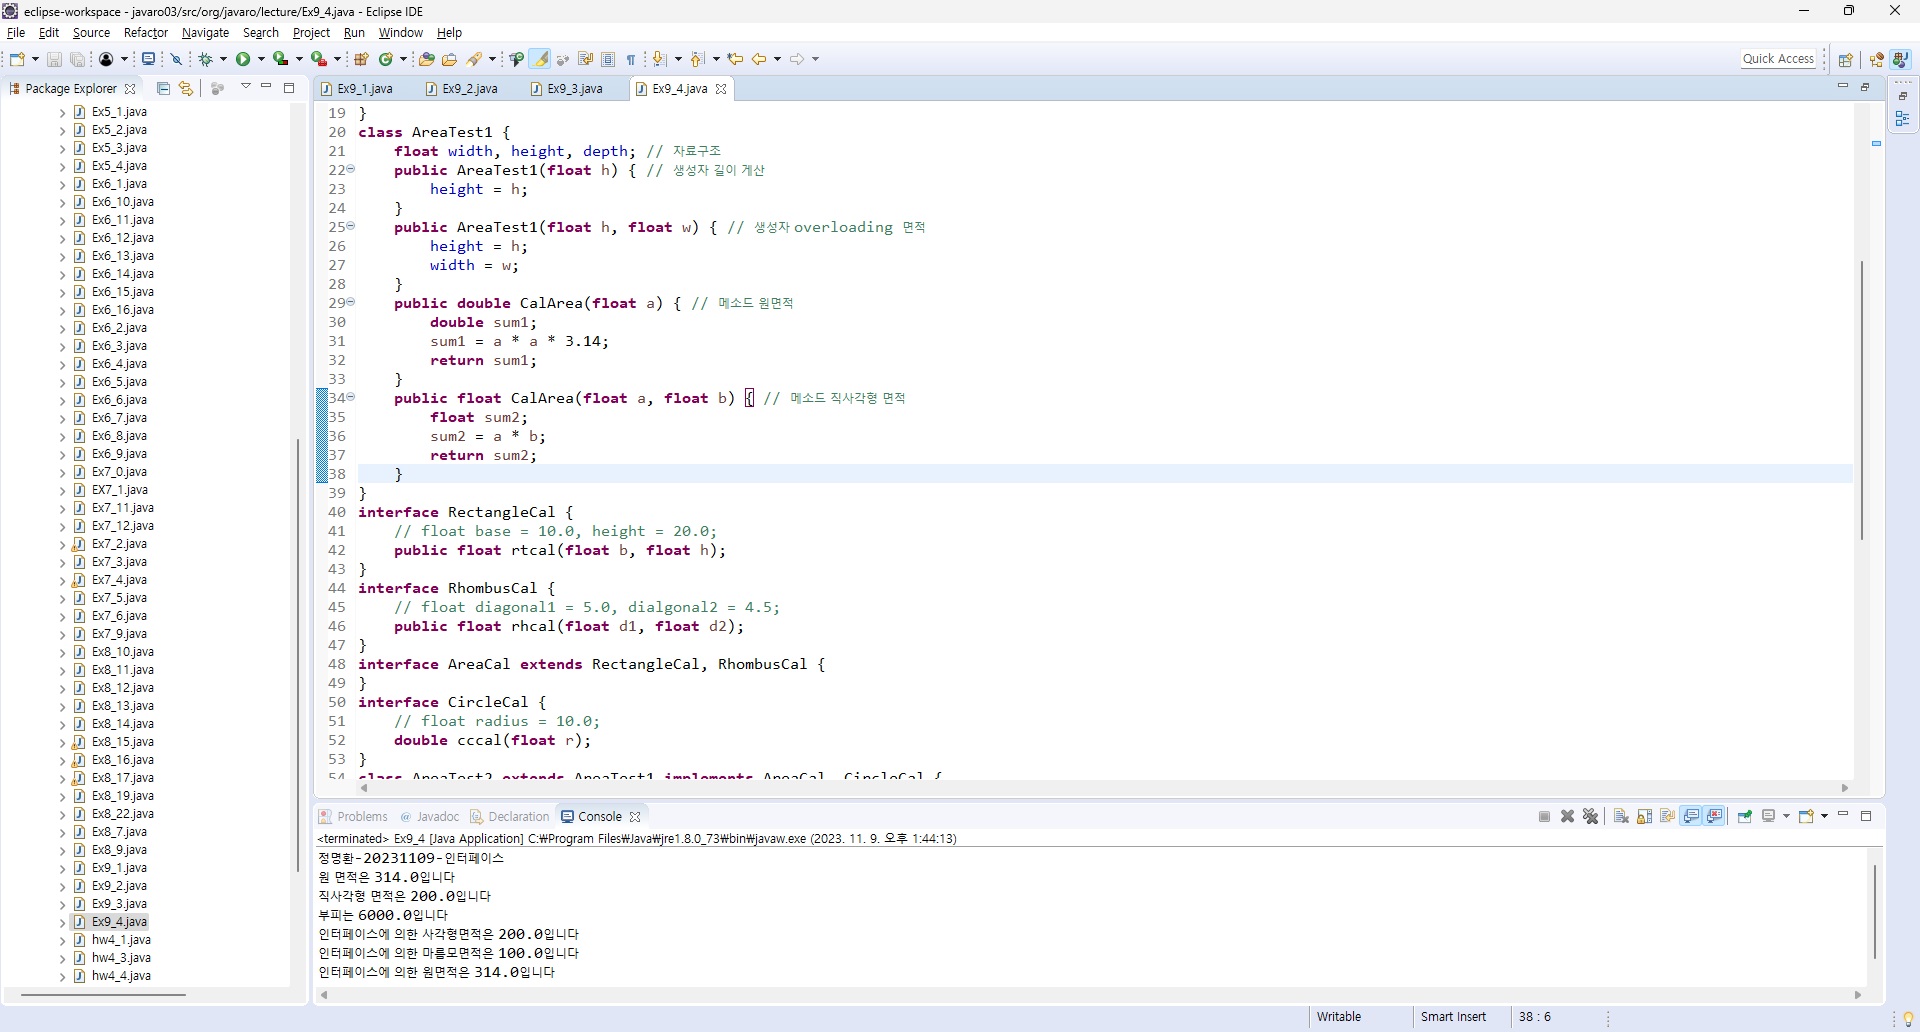 eclipse-workspace - javaro03/src/org/javaro/lecture/Ex9_4.java - Eclipse IDE
File Edit Source Refactor Navigate Search Project Run Window Help
Quick Access
Package Explorer
Ex5_1.java
Ex5_2.java
Ex5_3.java
Ex5_4.java
Ex6_1.java
Ex6_10.java
Ex6_11.java
Ex6_12.java
Ex6_13.java
Ex6_14.java
Ex6_15.java
Ex6_16.java
Ex6_2.java
Ex6_3.java
Ex6_4.java
Ex6_5.java
Ex6_6.java
Ex6_7.java
Ex6_8.java
Ex6_9.java
Ex7_0.java
EX7_1.java
Ex7_11.java
Ex7_12.java
Ex7_2.java
Ex7_3.java
Ex7_4.java
Ex7_5.java
Ex7_6.java
Ex7_9.java
Ex8_10.java
Ex8_11.java
Ex8_12.java
Ex8_13.java
Ex8_14.java
Ex8_15.java
Ex8_16.java
Ex8_17.java
Ex8_19.java
Ex8_22.java
Ex8_7.java
Ex8_9.java
Ex9_1.java
Ex9_2.java
Ex9_3.java
Ex9_4.java
hw4_1.java
hw4_3.java
hw4_4.java
Ex9_1.java Ex9_2.java Ex9_3.java Ex9_4.java
19 }
20 class AreaTest1 {
21 float width, height, depth; // 자료구조
22 public AreaTest1(float h) { // 생성자 길이 게산
23 height = h;
24 }
25 public AreaTest1(float h, float w) { // 생성자 overloading 면적
26 height = h;
27 width = w;
28 }
29 public double CalArea(float a) { // 메소드 원면적
30 double sum1;
31 sum1 = a * a * 3.14;
32 return sum1;
33 }
34 public float CalArea(float a, float b) { // 메소드 직사각형 면적
35 float sum2;
36 sum2 = a * b;
37 return sum2;
38 }
39 }
40 interface RectangleCal {
41 // float base = 10.0, height = 20.0;
42 public float rtcal(float b, float h);
43 }
44 interface RhombusCal {
45 // float diagonal1 = 5.0, dialgonal2 = 4.5;
46 public float rhcal(float d1, float d2);
47 }
48 interface AreaCal extends RectangleCal, RhombusCal {
49 }
50 interface CircleCal {
51 // float radius = 10.0;
52 double cccal(float r);
53 }
54 class AreaTest2 extends AreaTest1 implements AreaCal, CircleCal {
Problems Javadoc Declaration Console
<terminated> Ex9_4 [Java Application] C:₩Program Files₩Java₩jre1.8.0_73₩bin₩javaw.exe (2023. 11. 9. 오후 1:44:13)
정명환-20231109-인터페이스
원 면적은 314.0입니다
직사각형 면적은 200.0입니다
부피는 6000.0입니다
인터페이스에 의한 사각형면적은 200.0입니다
인터페이스에 의한 마름모면적은 100.0입니다
인터페이스에 의한 원면적은 314.0입니다
Writable Smart Insert 38 : 6